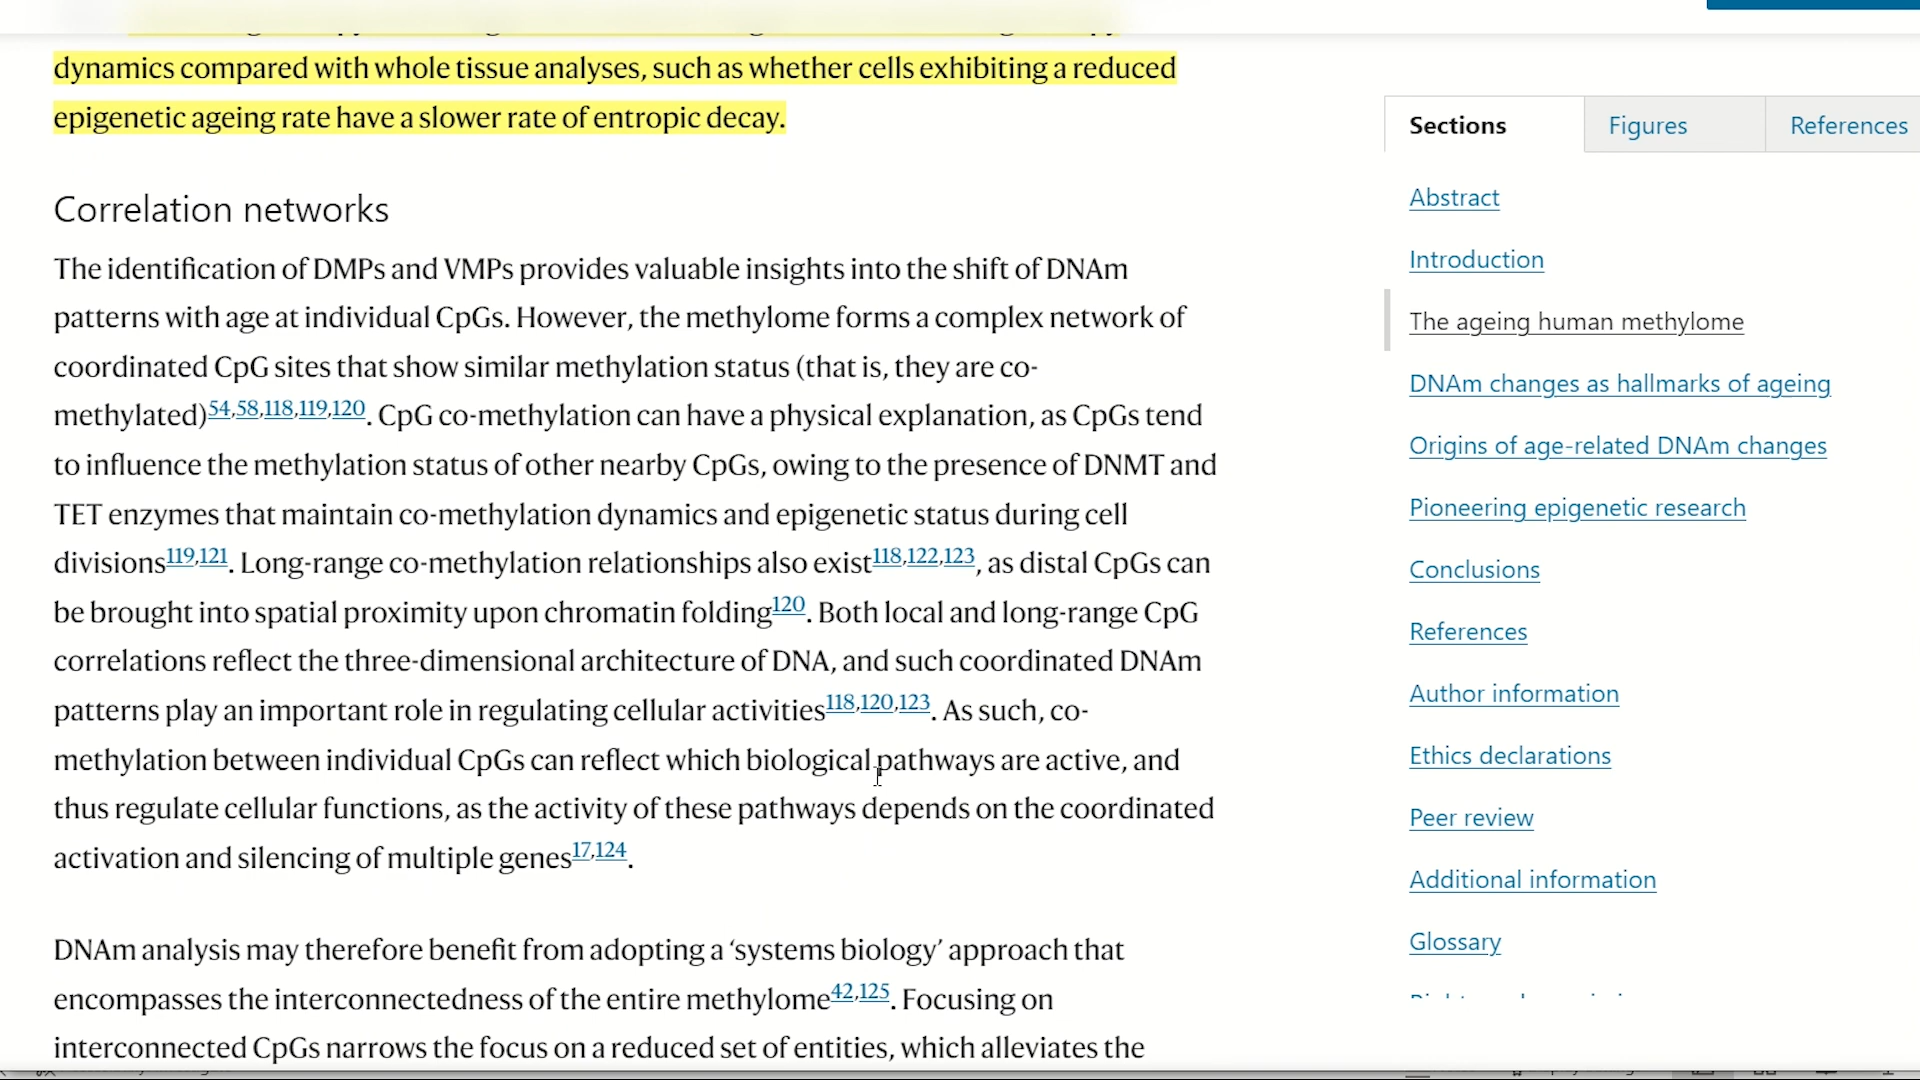 dynamics compared with whole tissue analyses, such as whether cells exhibiting a reduced
epigenetic ageing rate have a slower rate of entropic decay.
Correlation networks
The identification of DMPs and VMPs provides valuable insights into the shift of DNAm
patterns with age at individual CpGs. However, the methylome forms a complex network of
coordinated CpG sites that show similar methylation status (that is, they are co-
methylated)54,58,118,119,120. CpG co-methylation can have a physical explanation, as CpGs tend
to influence the methylation status of other nearby CpGs, owing to the presence of DNMT and
TET enzymes that maintain co-methylation dynamics and epigenetic status during cell
divisions119,121. Long-range co-methylation relationships also exist118,122,123, as distal CpGs can
be brought into spatial proximity upon chromatin folding120. Both local and long-range CpG
correlations reflect the three-dimensional architecture of DNA, and such coordinated DNAm
patterns play an important role in regulating cellular activities118,120,123. As such, co-
methylation between individual CpGs can reflect which biological pathways are active, and
thus regulate cellular functions, as the activity of these pathways depends on the coordinated
activation and silencing of multiple genes17,124.
DNAm analysis may therefore benefit from adopting a ‘systems biology’ approach that
encompasses the interconnectedness of the entire methylome42,125. Focusing on
interconnected CpGs narrows the focus on a reduced set of entities, which alleviates the
Sections
Figures
References
Abstract
Introduction
The ageing human methylome
DNAm changes as hallmarks of ageing
Origins of age-related DNAm changes
Pioneering epigenetic research
Conclusions
References
Author information
Ethics declarations
Peer review
Additional information
Glossary